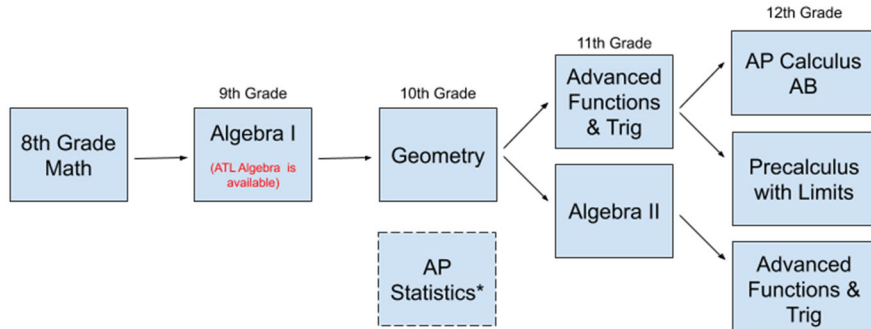 8th Grade
Math
9th Grade
Algebra I
(ATL Algebra is
available)
10th Grade
Geometry
AP
Statistics*
11th Grade
Advanced
Functions
& Trig
Algebra II
12th Grade
AP Calculus
AB
Precalculus
with Limits
Advanced
Functions &
Trig